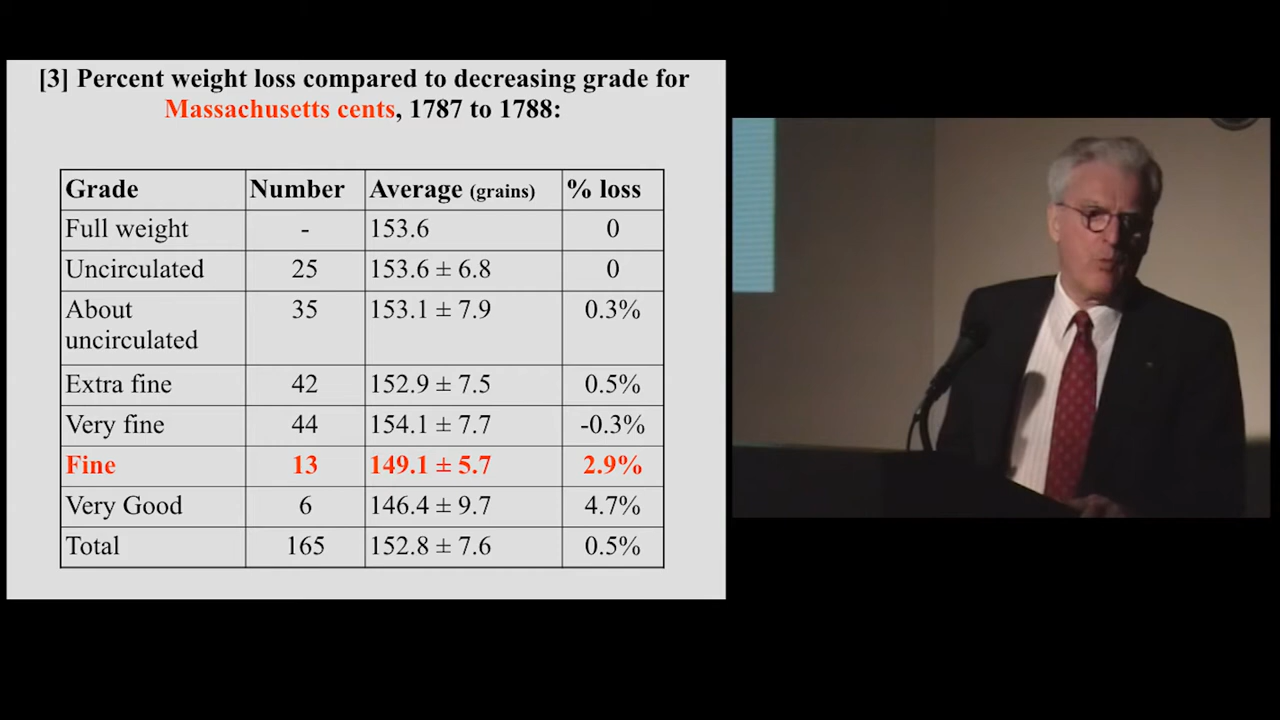 [3] Percent weight loss compared to decreasing grade for
Massachusetts cents, 1787 to 1788:
Grade Number Average (grains) % loss
Full weight - 153.6 0
Uncirculated 25 153.6 ± 6.8 0
About
uncirculated 35 153.1 ± 7.9 0.3%
Extra fine 42 152.9 ± 7.5 0.5%
Very fine 44 154.1 ± 7.7 -0.3%
Fine 13 149.1 ± 5.7 2.9%
Very Good 6 146.4 ± 9.7 4.7%
Total 165 152.8 ± 7.6 0.5%